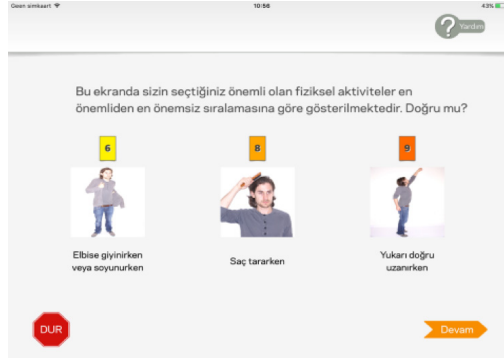 Geen simkaart 10:56 43%
Yardım
Bu ekranda sizin seçtiğiniz önemli olan fiziksel aktiviteler en
önemliden en önemsiz sıralamasına göre gösterilmektedir. Doğru mu?
6 8 9
Elbise giyinirken
veya soyunurken
Saç tararken
Yukarı doğru
uzanırken
DUR
Devam